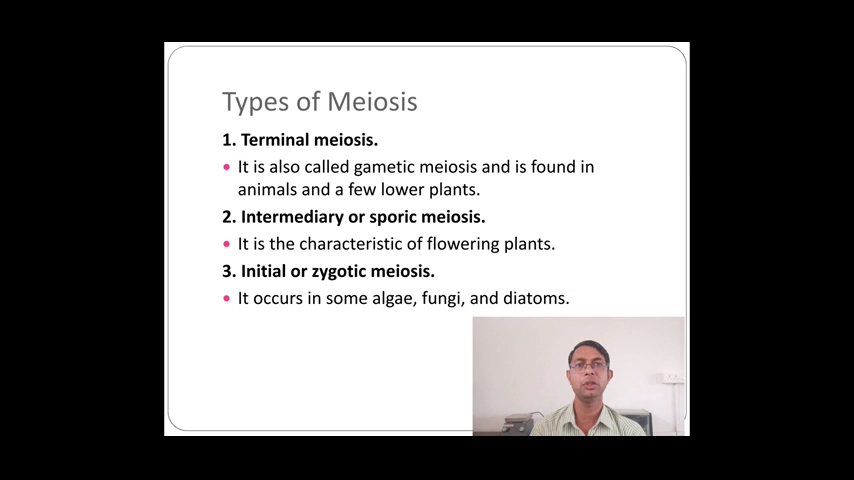 Types of Meiosis
1. Terminal meiosis.
• It is also called gametic meiosis and is found in
animals and a few lower plants.
2. Intermediary or sporic meiosis.
• It is the characteristic of flowering plants.
3. Initial or zygotic meiosis.
• It occurs in some algae, fungi, and diatoms.